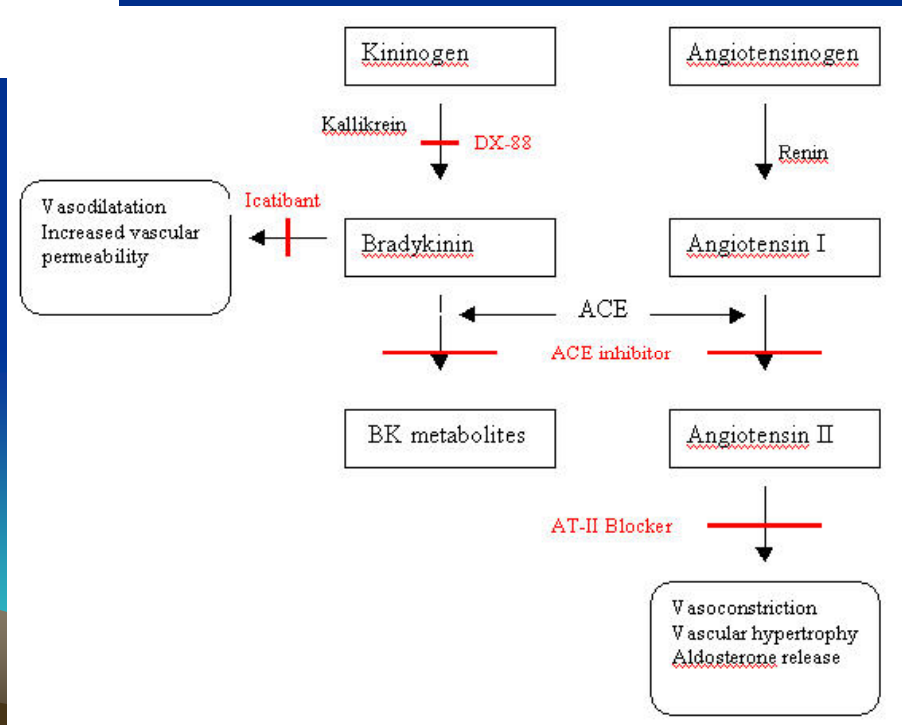 Kininogen
Angiotensinogen
Kallikrein
DX-88
Renin
Icatibant
Vasodilatation
Increased vascular
permeability
Bradykinin
Angiotensin I
ACE
ACE inhibitor
BK metabolites
Angiotensin II
AT-II Blocker
Vasoconstriction
Vascular hypertrophy
Aldosterone release